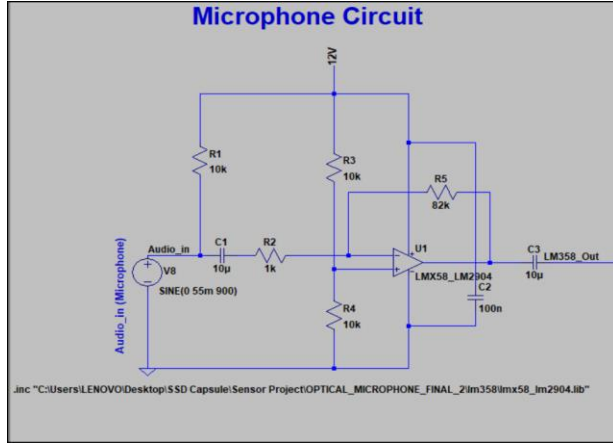 Microphone Circuit
12V
R1
10k
R3
10k
R5
82k
Audio_in
C1
10µ
R2
1k
U1
LMX58_LM2904
C3
10µ
LM358_Out
Audio_in (Microphone)
V8
SINE(0 55m 900)
C2
100n
R4
10k
.inc "C:\Users\LENOVO\Desktop\SSD Capsule\Sensor Project\OPTICAL_MICROPHONE_FINAL_2\lm358\lmx58_lm2904.lib"